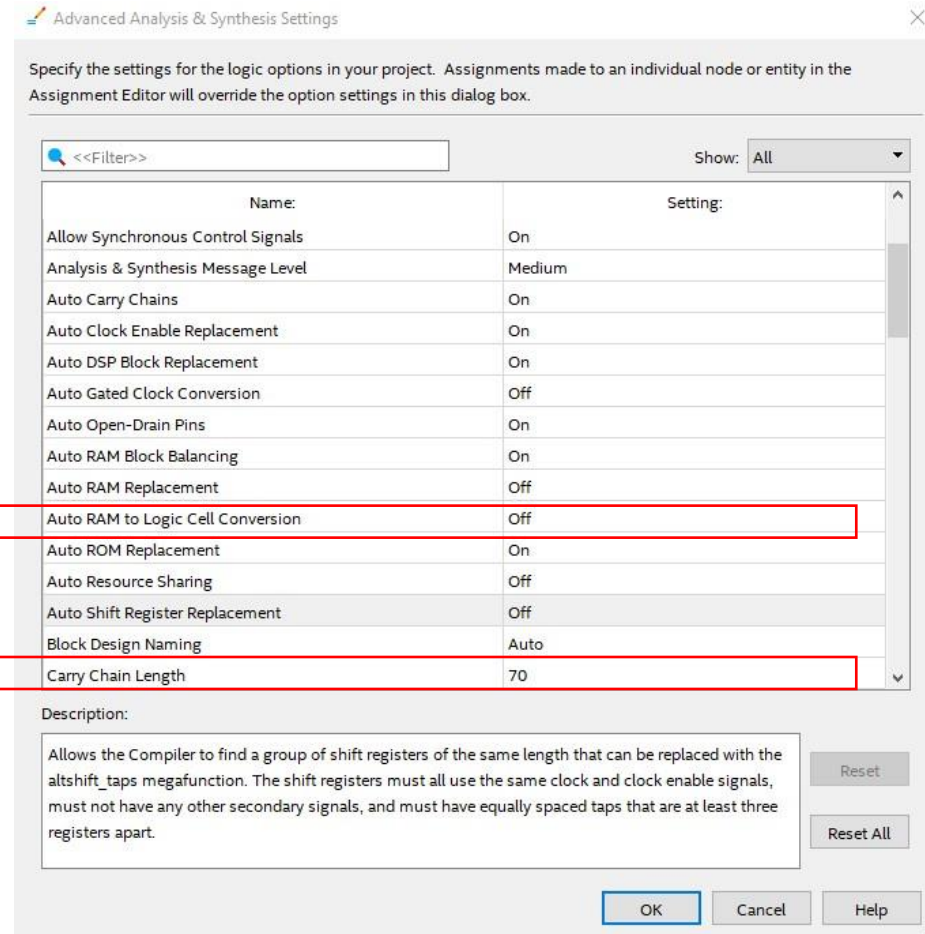 Advanced Analysis & Synthesis Settings
Specify the settings for the logic options in your project. Assignments made to an individual node or entity in the
Assignment Editor will override the option settings in this dialog box.
<<Filter>>
Show: All
Name: Setting:
Allow Synchronous Control Signals On
Analysis & Synthesis Message Level Medium
Auto Carry Chains On
Auto Clock Enable Replacement On
Auto DSP Block Replacement On
Auto Gated Clock Conversion Off
Auto Open-Drain Pins On
Auto RAM Block Balancing On
Auto RAM Replacement Off
Auto RAM to Logic Cell Conversion Off
Auto ROM Replacement On
Auto Resource Sharing Off
Auto Shift Register Replacement Off
Block Design Naming Auto
Carry Chain Length 70
Description:
Allows the Compiler to find a group of shift registers of the same length that can be replaced with the
altshift_taps megafunction. The shift registers must all use the same clock and clock enable signals,
must not have any other secondary signals, and must have equally spaced taps that are at least three
registers apart.
Reset
Reset All
OK Cancel Help